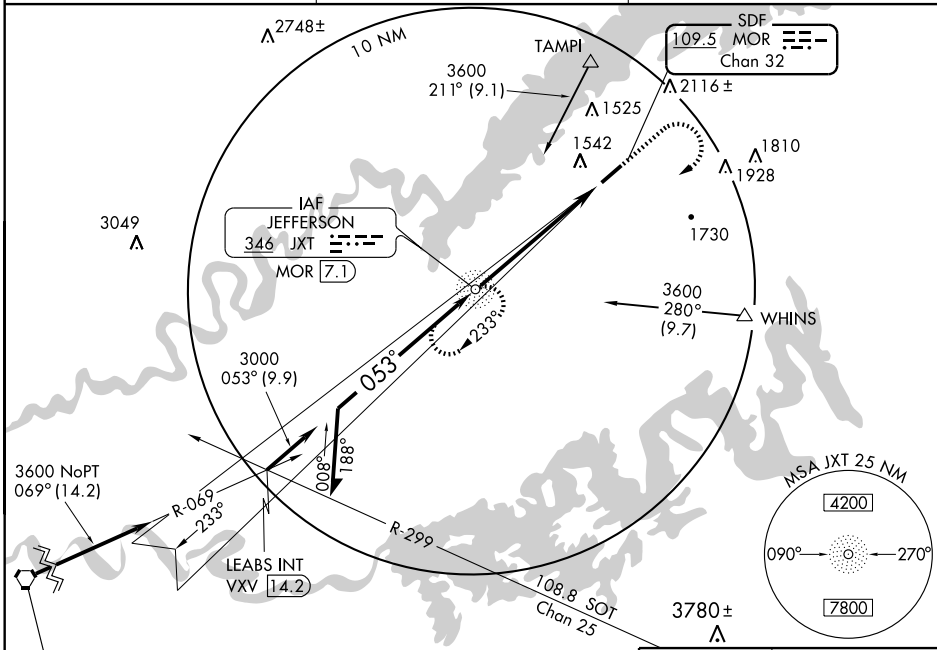 2748±
10 NM
TAMPI
SDF
109.5 MOR
Chan 32
3600
211° (9.1)
2116±
1525
1542
1810
1928
3049
IAF
JEFFERSON
346 JXT
MOR 7.1
1730
3600
280°
(9.7)
WHINS
233°
053°
3000
053° (9.9)
008°
188°
3600 NoPT
069° (14.2)
R-069
233°
MSA JXT 25 NM
4200
090°
270°
7800
R-299
LEABS INT
VXV 14.2
108.8 SOT
Chan 25
3780±